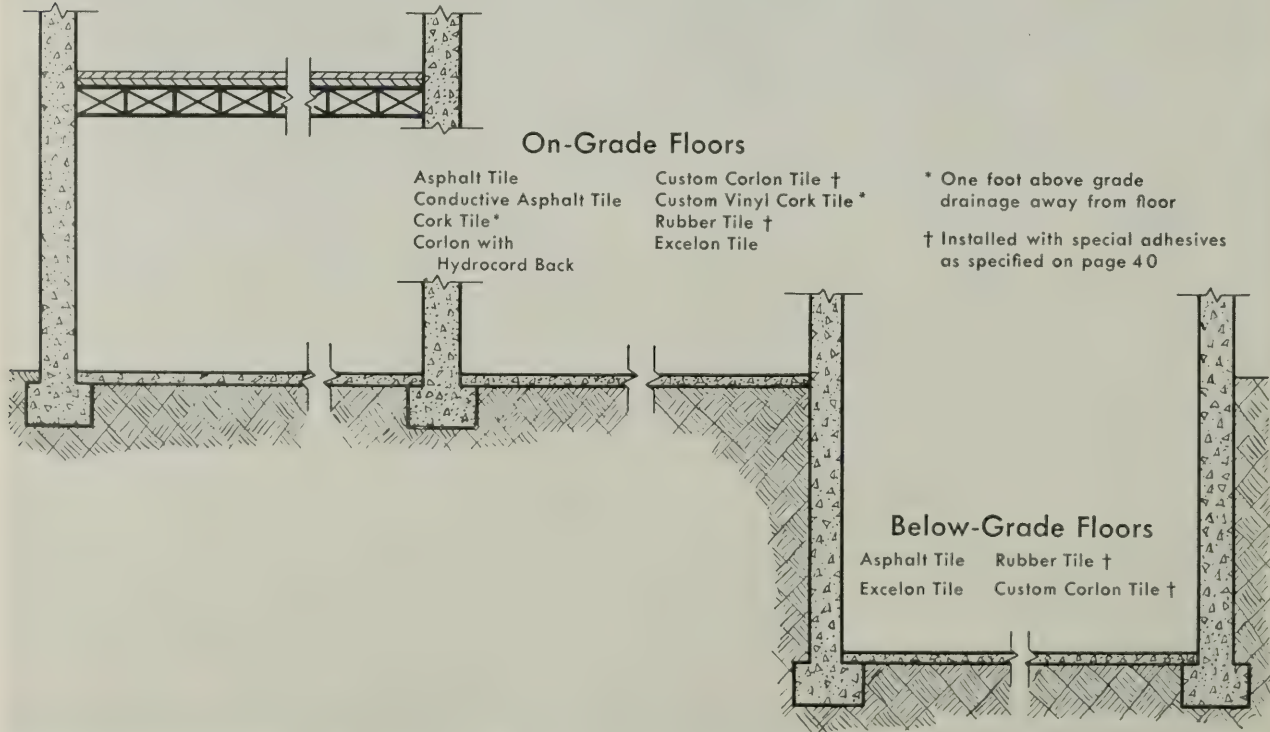 On-Grade Floors
Asphalt Tile
Conductive Asphalt Tile
Cork Tile*
Corlon with
Hydrocord Back
Custom Corlon Tile †
Custom Vinyl Cork Tile*
Rubber Tile †
Excelon Tile
* One foot above grade
drainage away from floor
† Installed with special adhesives
as specified on page 40
Below-Grade Floors
Asphalt Tile
Excelon Tile
Rubber Tile †
Custom Corlon Tile †